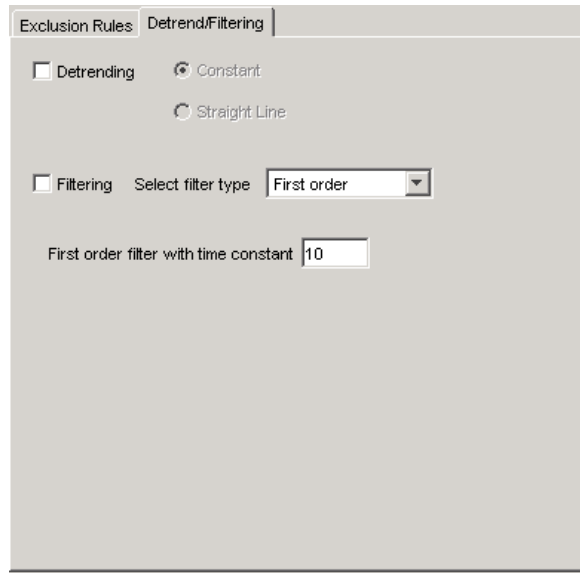 Exclusion Rules Detrend/Filtering
Detrending Constant
Straight Line
Filtering Select filter type First order
First order filter with time constant 10